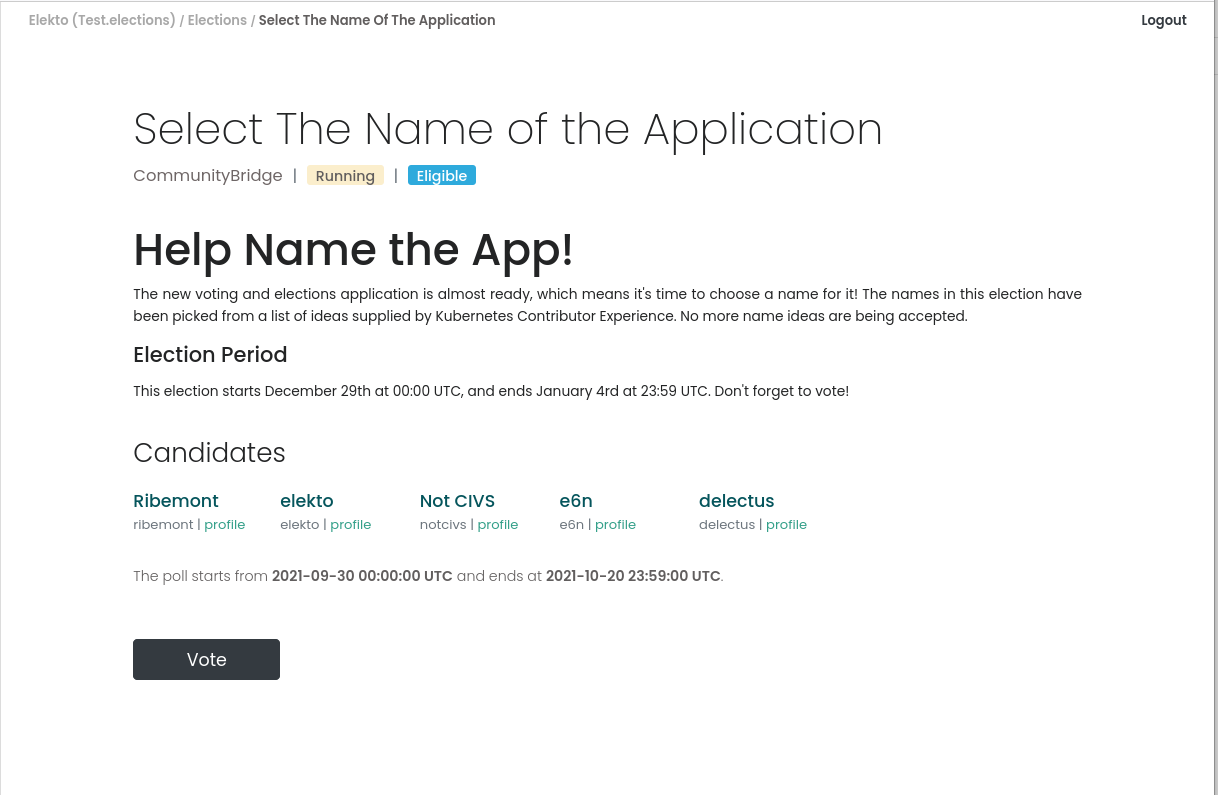 Elekto (Test.elections) / Elections / Select The Name Of The Application
Logout
Select The Name of the Application
CommunityBridge | Running | Eligible
Help Name the App!
The new voting and elections application is almost ready, which means it's time to choose a name for it! The names in this election have
been picked from a list of ideas supplied by Kubernetes Contributor Experience. No more name ideas are being accepted.
Election Period
This election starts December 29th at 00:00 UTC, and ends January 4rd at 23:59 UTC. Don't forget to vote!
Candidates
Ribemont elekto Not CIVS e6n delectus
ribemont | profile elekto | profile notcivs | profile e6n | profile delectus | profile
The poll starts from 2021-09-30 00:00:00 UTC and ends at 2021-10-20 23:59:00 UTC.
Vote